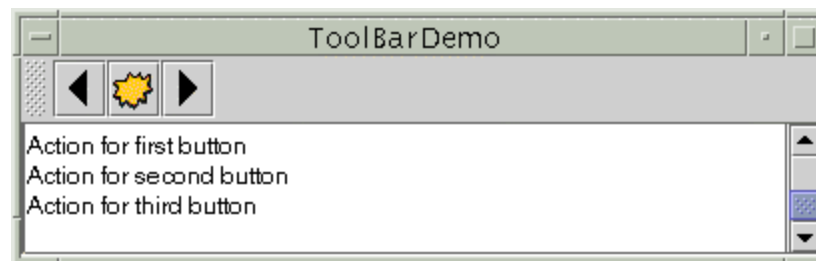 ToolBarDemo
Action for first button
Action for second button
Action for third button